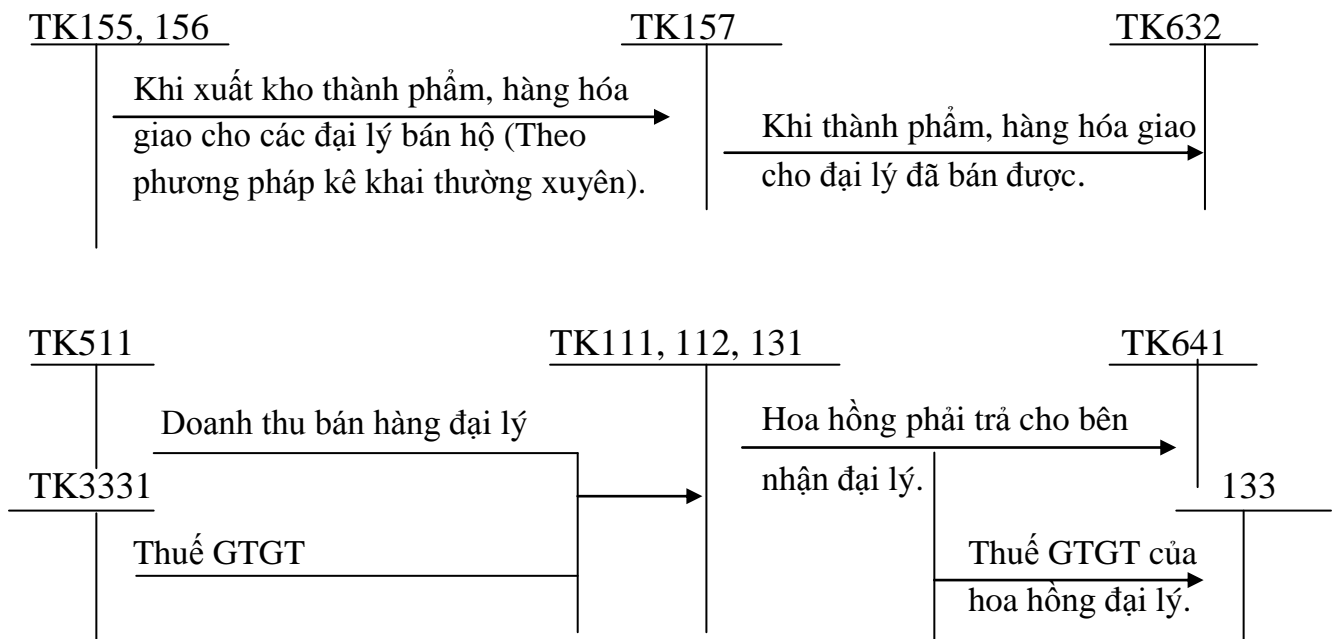 TK155, 156
TK157
TK632
Khi xuất kho thành phẩm, hàng hóa
giao cho các đại lý bán hộ (Theo
phương pháp kê khai thường xuyên).
Khi thành phẩm, hàng hóa giao
cho đại lý đã bán được.
TK511
TK111, 112, 131
TK641
Doanh thu bán hàng đại lý
Hoa hồng phải trả cho bên
nhận đại lý.
TK3331
133
Thuế GTGT
Thuế GTGT của
hoa hồng đại lý.